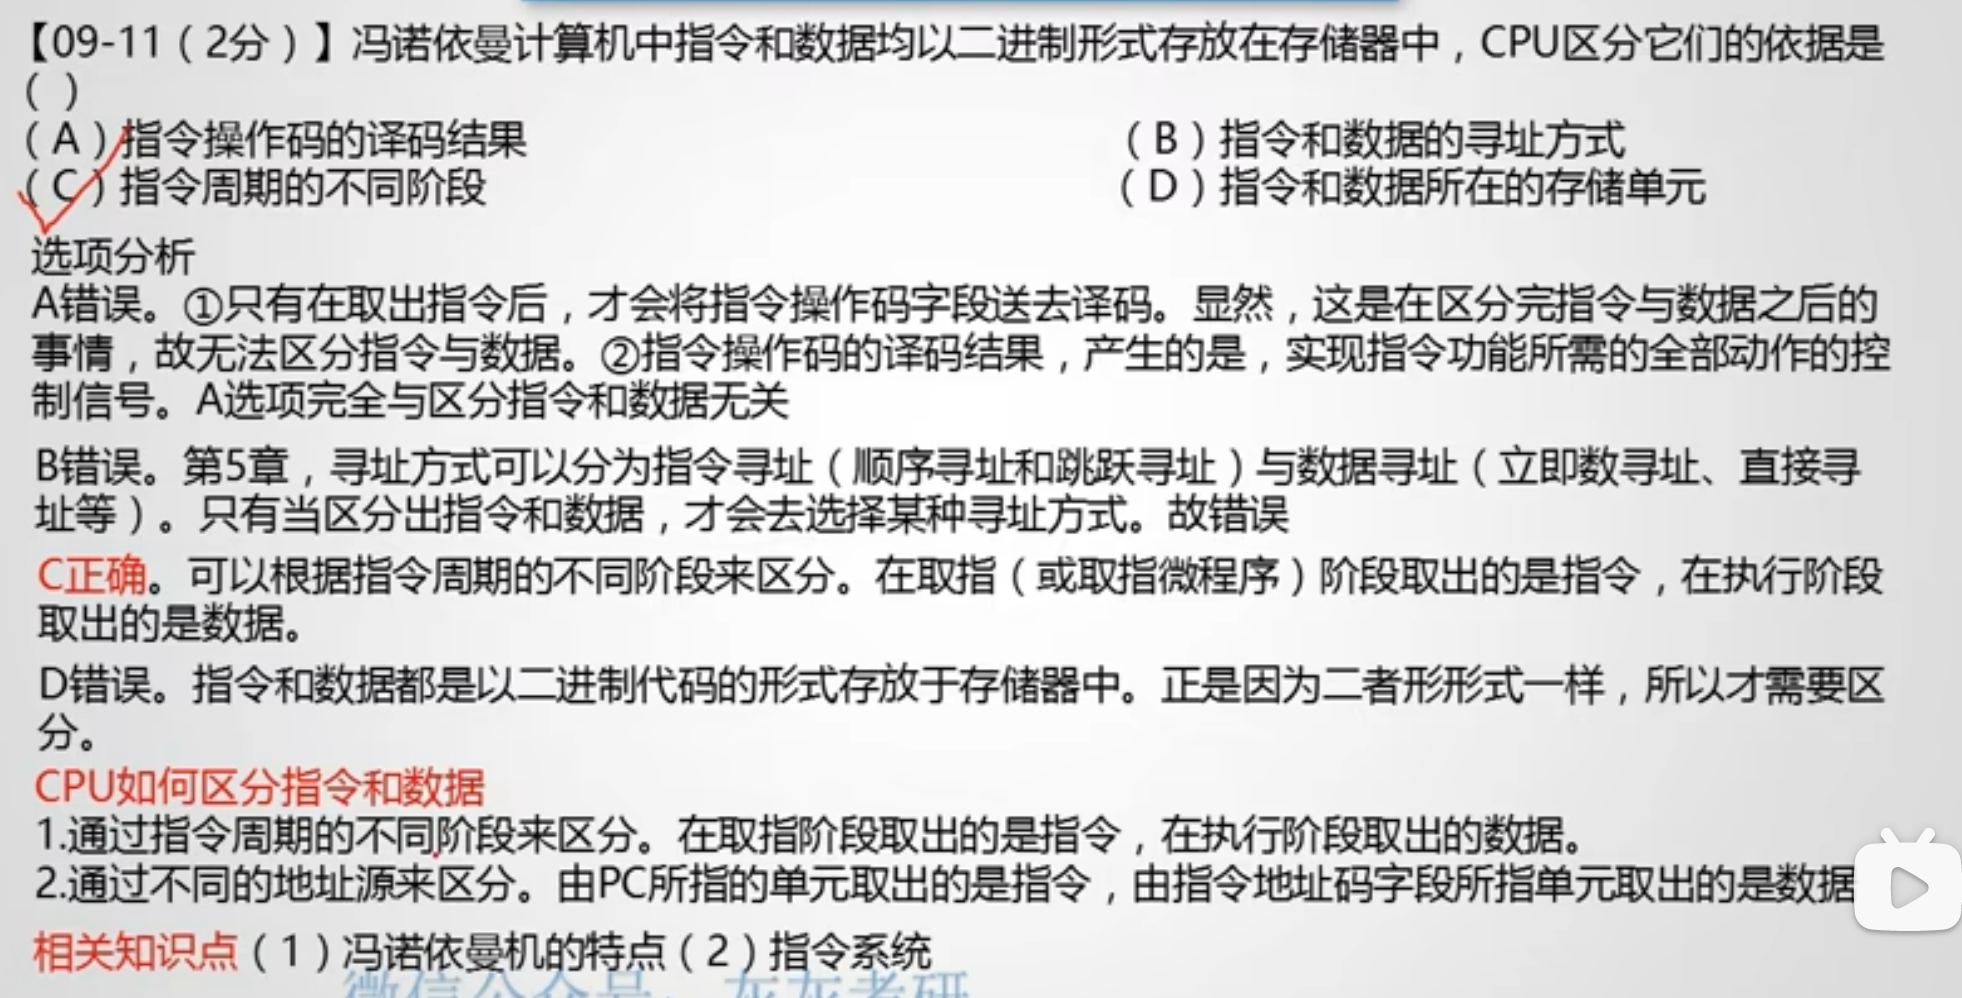 【09-11（2分）】冯诺依曼计算机中指令和数据均以二进制形式存放在存储器中，CPU区分它们的依据是
( )
（A）指令操作码的译码结果
（B）指令和数据的寻址方式
（C）指令周期的不同阶段
（D）指令和数据所在的存储单元
选项分析
A错误。①只有在取出指令后，才会将指令操作码字段送去译码。显然，这是在区分完指令与数据之后的
事情，故无法区分指令与数据。②指令操作码的译码结果，产生的是，实现指令功能所需的全部动作的控
制信号。A选项完全与区分指令和数据无关
B错误。第5章，寻址方式可以分为指令寻址（顺序寻址和跳跃寻址）与数据寻址（立即数寻址、直接寻
址等）。只有当区分出指令和数据，才会去选择某种寻址方式。故错误
C正确。可以根据指令周期的不同阶段来区分。在取指（或取指微程序）阶段取出的是指令，在执行阶段
取出的是数据。
D错误。指令和数据都是以二进制代码的形式存放于存储器中。正是因为二者形形式一样，所以才需要区
分。
CPU如何区分指令和数据
1.通过指令周期的不同阶段来区分。在取指阶段取出的是指令，在执行阶段取出的数据。
2.通过不同的地址源来区分。由PC所指的单元取出的是指令，由指令地址码字段所指单元取出的是数据
相关知识点（1）冯诺依曼机的特点（2）指令系统
微信公众号：灰灰考研